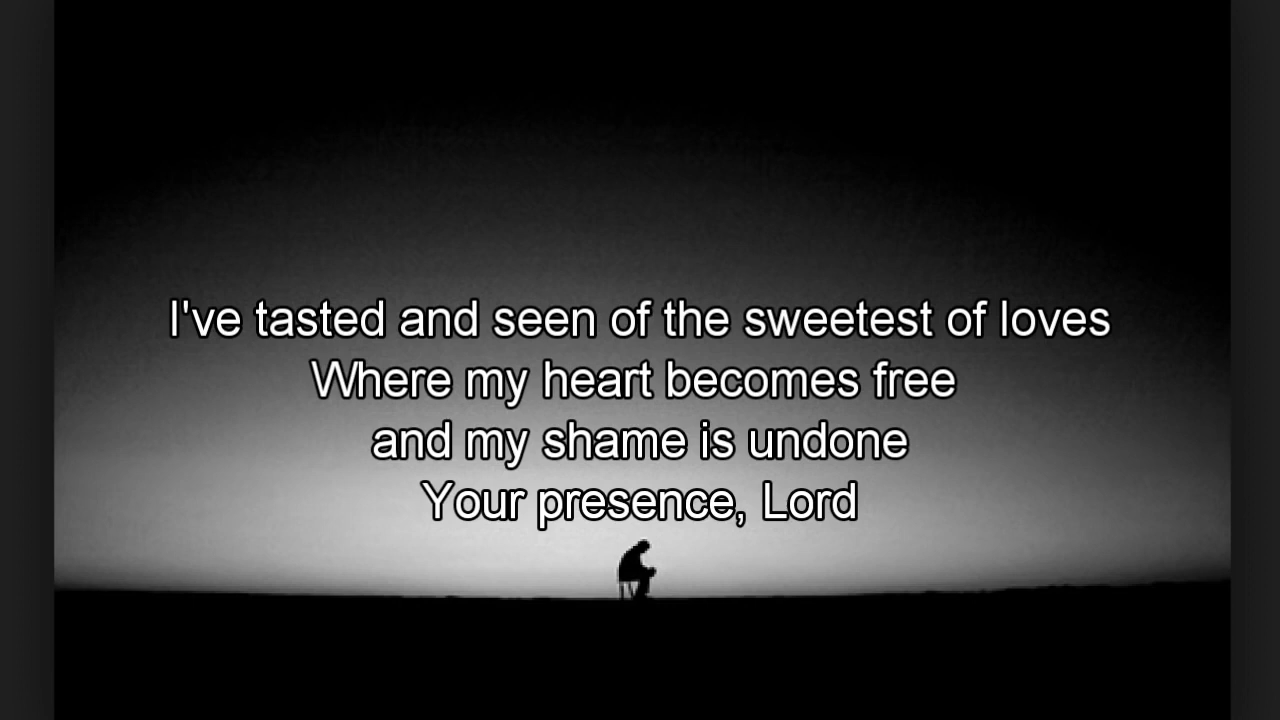 I've tasted and seen of the sweetest of loves
Where my heart becomes free
and my shame is undone
Your presence, Lord